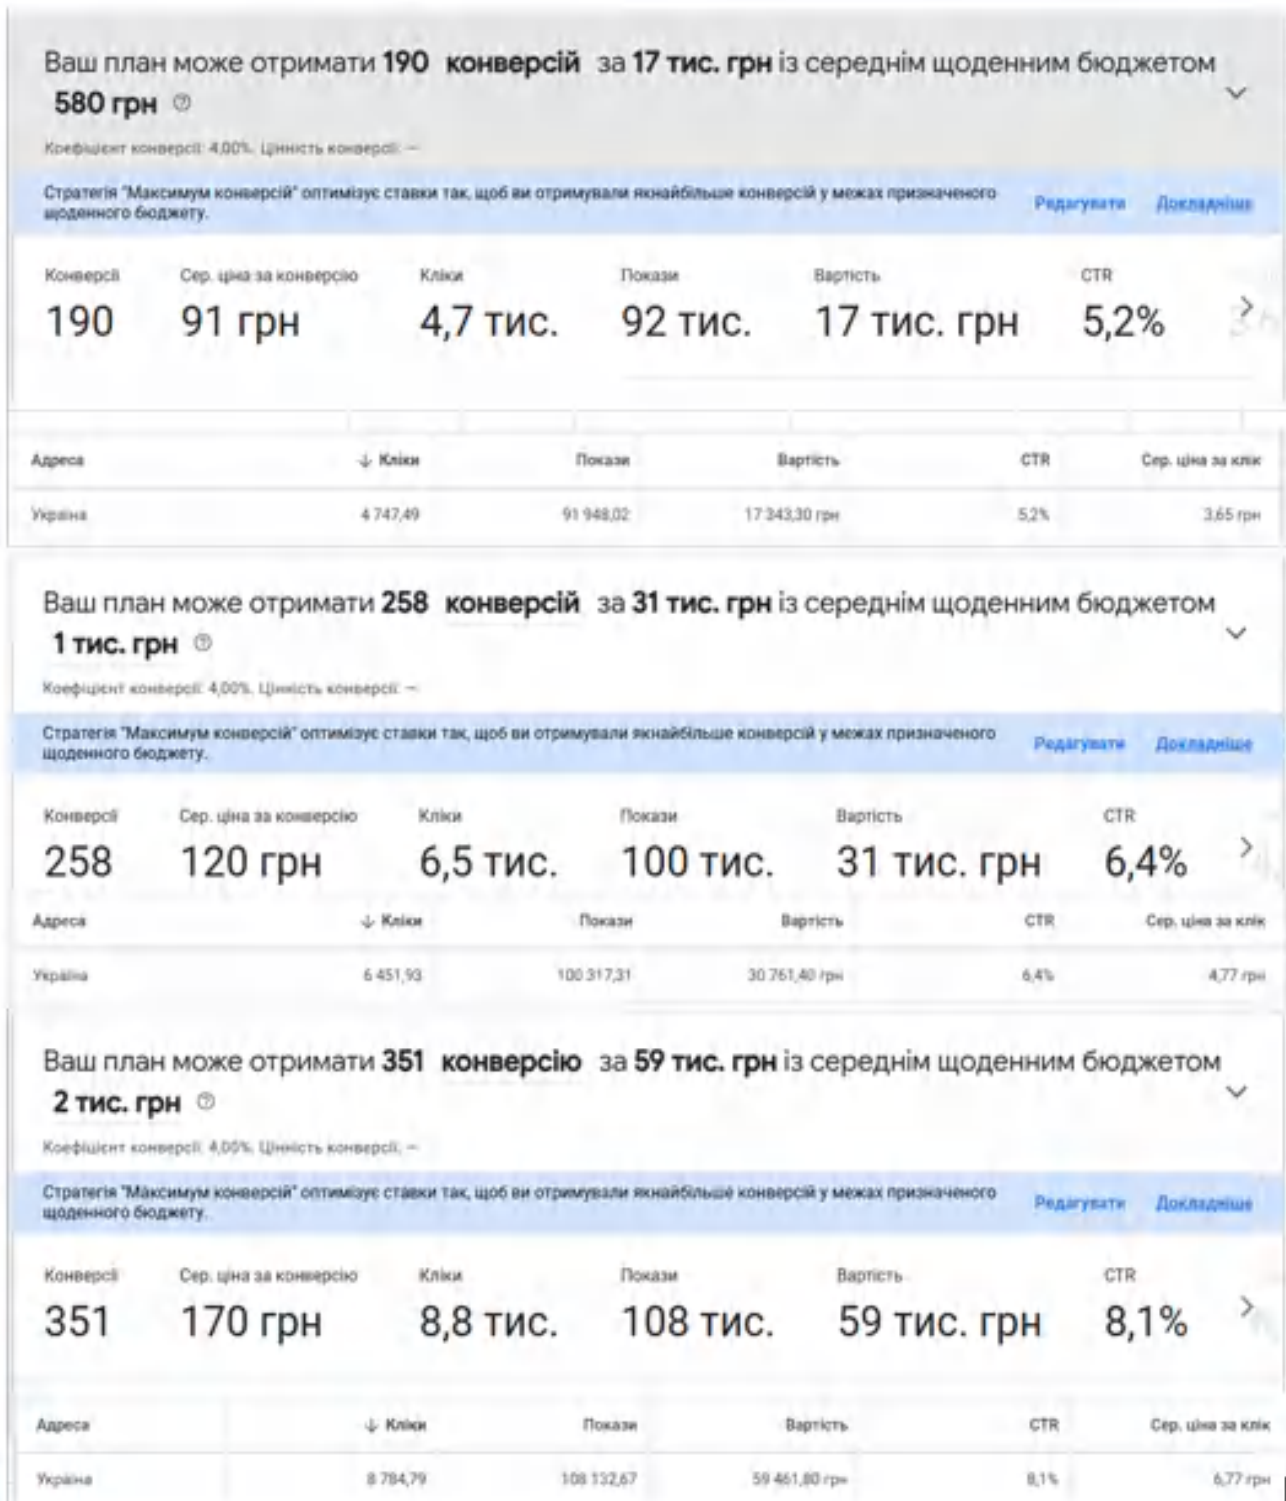 Ваш план може отримати 190 конверсій за 17 тис. грн із середнім щоденним бюджетом
580 грн
Коефіцієнт конверсії: 4,00%. Цінність конверсії: —
Стратегія "Максимум конверсій" оптимізує ставки так, щоб ви отримували якнайбільше конверсій у межах призначеного
щоденного бюджету.
Редагувати Докладніше
Конверсії Сер. ціна за конверсію Кліки Покази Вартість CTR
190 91 грн 4,7 тис. 92 тис. 17 тис. грн 5,2%
Адреса ↓ Кліки Покази Вартість CTR Сер. ціна за клік
Україна 4 747,49 91 948,02 17 343,30 грн 5,2% 3,65 грн
Ваш план може отримати 258 конверсій за 31 тис. грн із середнім щоденним бюджетом
1 тис. грн
Коефіцієнт конверсії: 4,00%. Цінність конверсії: —
Стратегія "Максимум конверсій" оптимізує ставки так, щоб ви отримували якнайбільше конверсій у межах призначеного
щоденного бюджету.
Редагувати Докладніше
Конверсії Сер. ціна за конверсію Кліки Покази Вартість CTR
258 120 грн 6,5 тис. 100 тис. 31 тис. грн 6,4%
Адреса ↓ Кліки Покази Вартість CTR Сер. ціна за клік
Україна 6 451,93 100 317,31 30 761,40 грн 6,4% 4,77 грн
Ваш план може отримати 351 конверсію за 59 тис. грн із середнім щоденним бюджетом
2 тис. грн
Коефіцієнт конверсії: 4,00%. Цінність конверсії: —
Стратегія "Максимум конверсій" оптимізує ставки так, щоб ви отримували якнайбільше конверсій у межах призначеного
щоденного бюджету.
Редагувати Докладніше
Конверсії Сер. ціна за конверсію Кліки Покази Вартість CTR
351 170 грн 8,8 тис. 108 тис. 59 тис. грн 8,1%
Адреса ↓ Кліки Покази Вартість CTR Сер. ціна за клік
Україна 8 784,79 108 132,67 59 461,80 грн 8,1% 6,77 грн